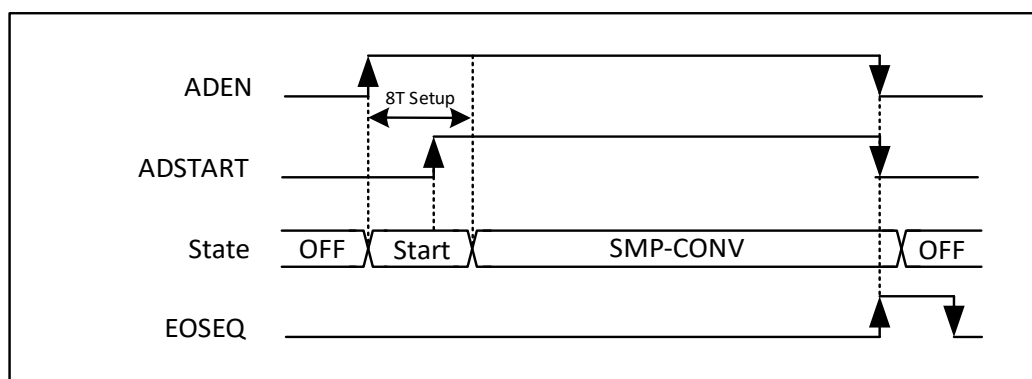 ADEN
8T Setup
ADSTART
State OFF Start SMP-CONV OFF
EOSEQ